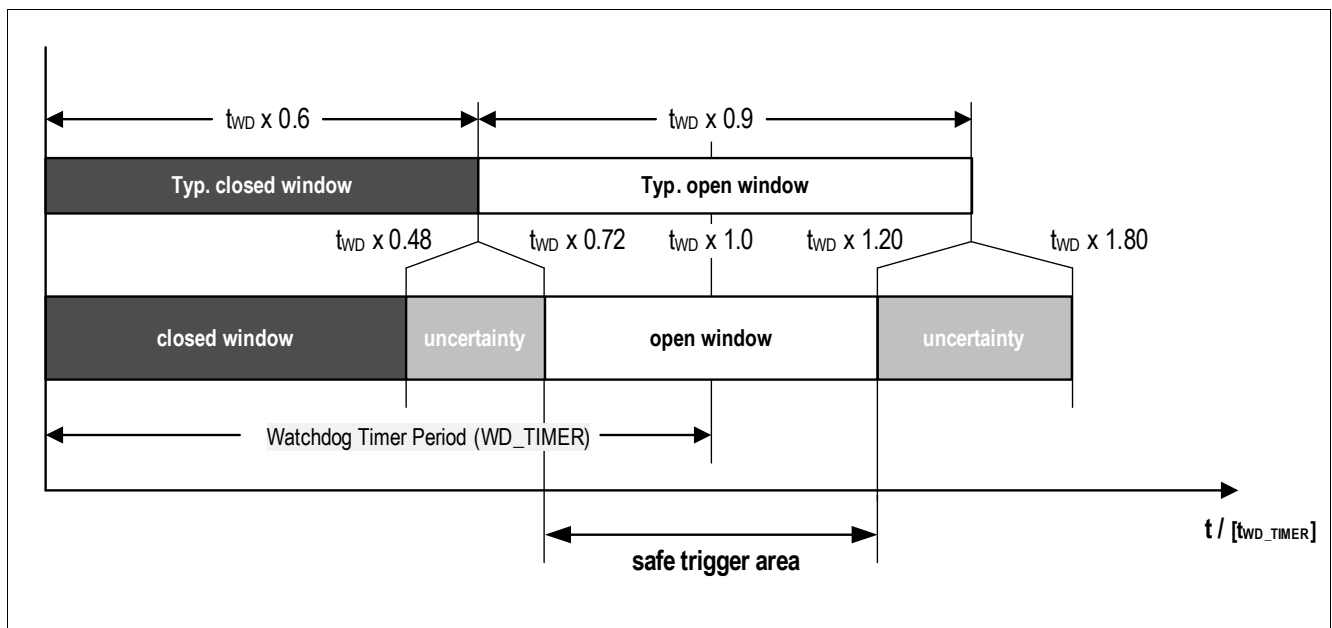 tWD x 0.6 tWD x 0.9
Typ. closed window Typ. open window
tWD x 0.48 tWD x 0.72 tWD x 1.0 tWD x 1.20 tWD x 1.80
closed window uncertainty open window uncertainty
Watchdog Timer Period (WD_TIMER)
t / [tWD_TIMER]
safe trigger area